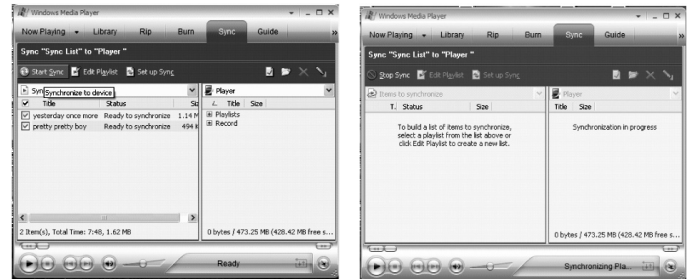 Windows Media Player
Now Playing Library Rip Burn Sync Guide »
Sync "Sync List" to "Player "
Start Sync Edit Playlist Set up Sync
Syn Synchronize to device Player
Title Status Siz
yesterday once more Ready to synchronize 1.14 M
pretty pretty boy Ready to synchronize 494 K
Title Size
Playlists
Record
2 Item(s), Total Time: 7:48, 1.62 MB
0 bytes / 473.25 MB (428.42 MB free s...
Ready
Windows Media Player
Now Playing Library Rip Burn Sync Guide »
Sync "Sync List" to "Player "
Stop Sync Edit Playlist Set up Sync
Items to synchronize Player
T. Status Size
Title Size
To build a list of items to synchronize,
select a playlist from the list above or
click Edit Playlist to create a new list.
Synchronization in progress
0 bytes / 473.25 MB (428.42 MB free s...
Synchronizing Pla...